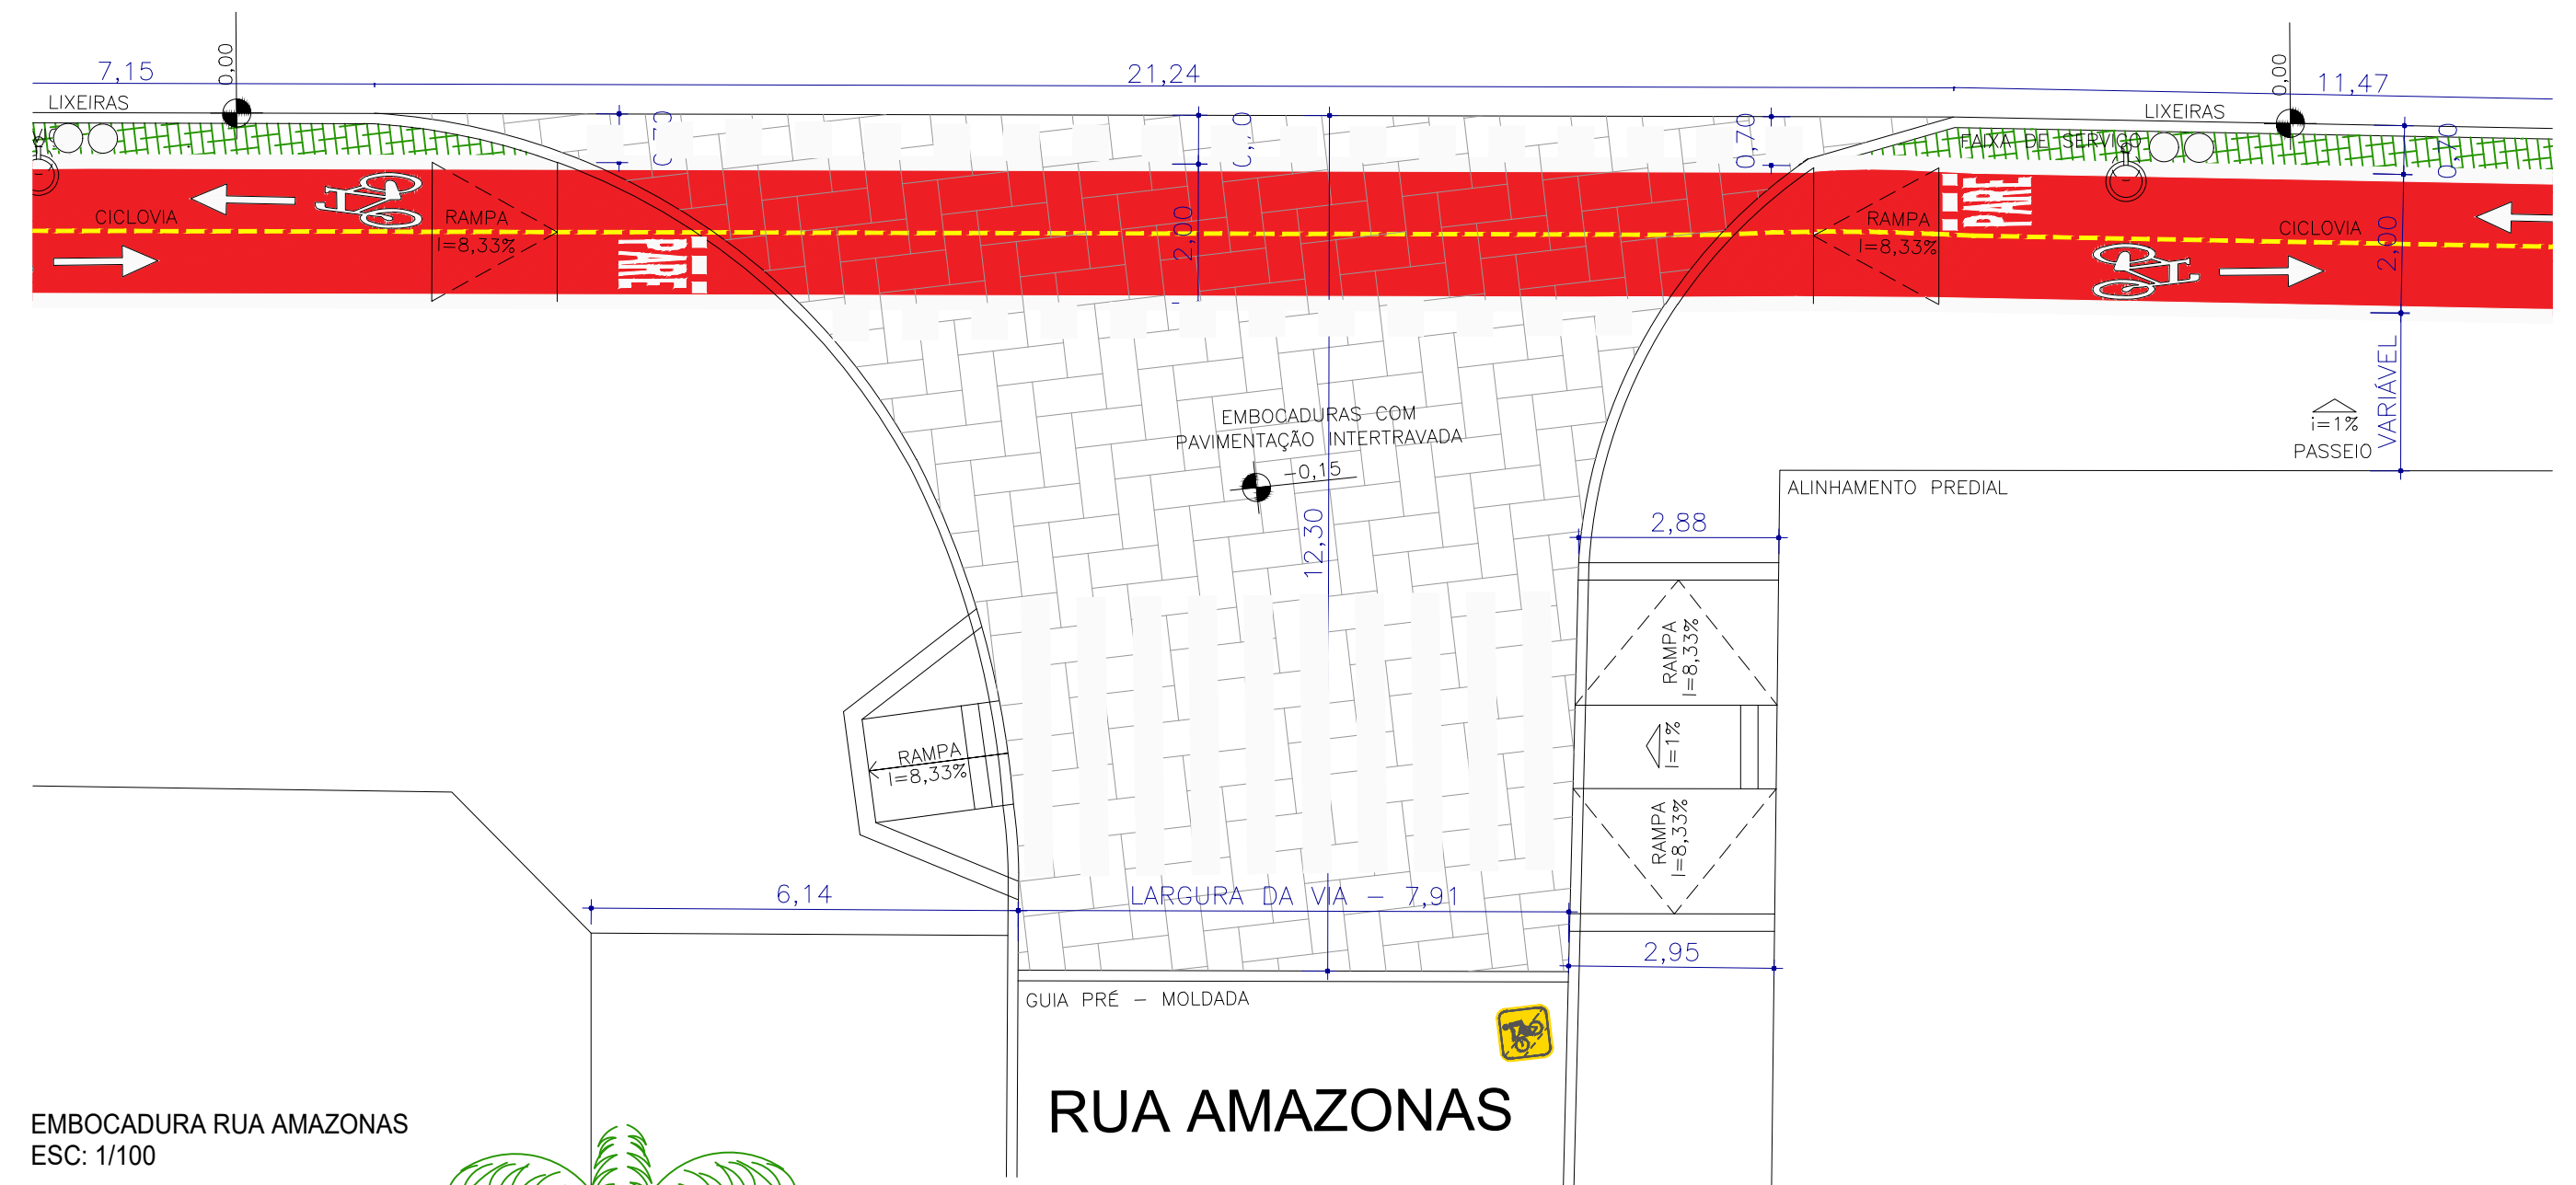 7,15
0,00
21,24
0,00
11,47
LIXEIRAS
LIXEIRAS
0,70
0,70
FAIXA DE SERVIÇO
CICLOVIA
RAMPA
I=8,33%
PARE
2,00
RAMPA
I=8,33%
PARE
CICLOVIA
2,00
VARIÁVEL
EMBOCADURAS COM
PAVIMENTAÇÃO INTERTRAVADA
-0,15
12,30
i=1%
PASSEIO
ALINHAMENTO PREDIAL
2,88
RAMPA
I=8,33%
I=1%
RAMPA
I=8,33%
RAMPA
I=8,33%
6,14
LARGURA DA VIA - 7,91
2,95
GUIA PRÉ - MOLDADA
RUA AMAZONAS
EMBOCADURA RUA AMAZONAS
ESC: 1/100